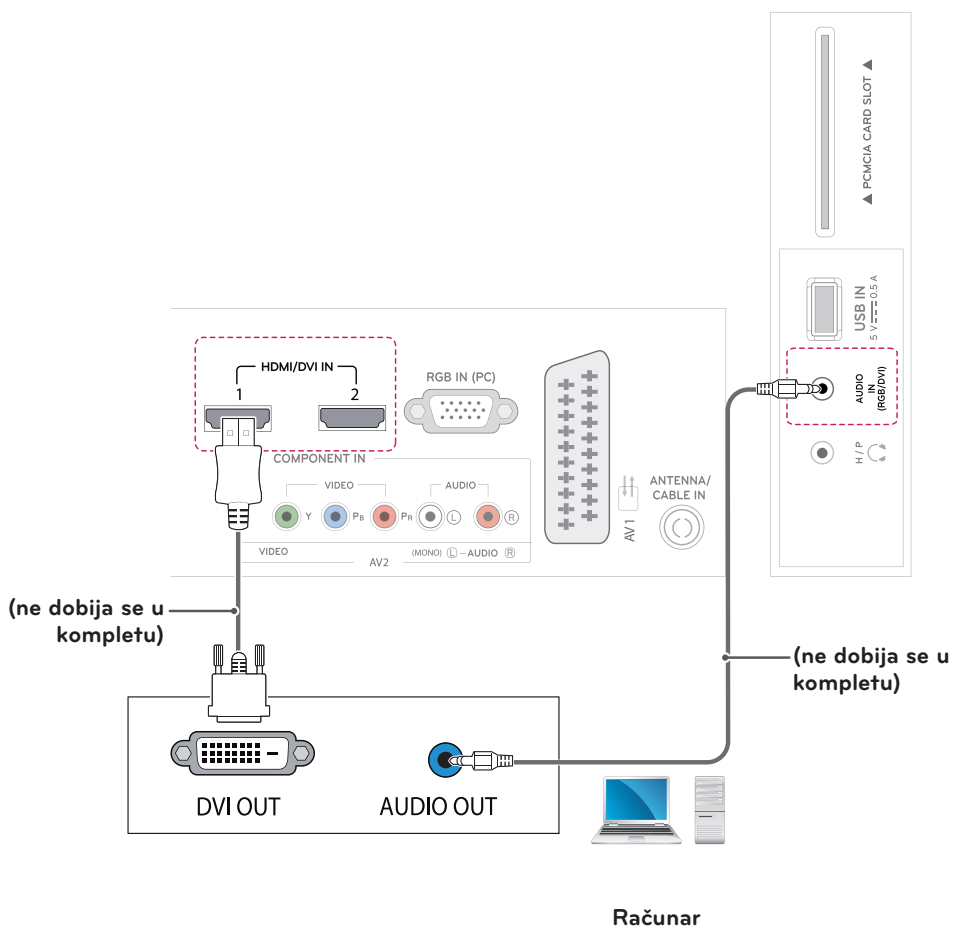 ▲ PCMCIA CARD SLOT ▲
USB IN
5 V 0.5 A
AUDIO
IN
(RGB/DVI)
H / P
HDMI/DVI IN
1 2
RGB IN (PC)
COMPONENT IN
VIDEO AUDIO
Y PB PR L R
VIDEO (MONO) L – AUDIO R
AV2
AV1
ANTENNA/
CABLE IN
(ne dobija se u
kompletu)
(ne dobija se u
kompletu)
DVI OUT AUDIO OUT
Računar